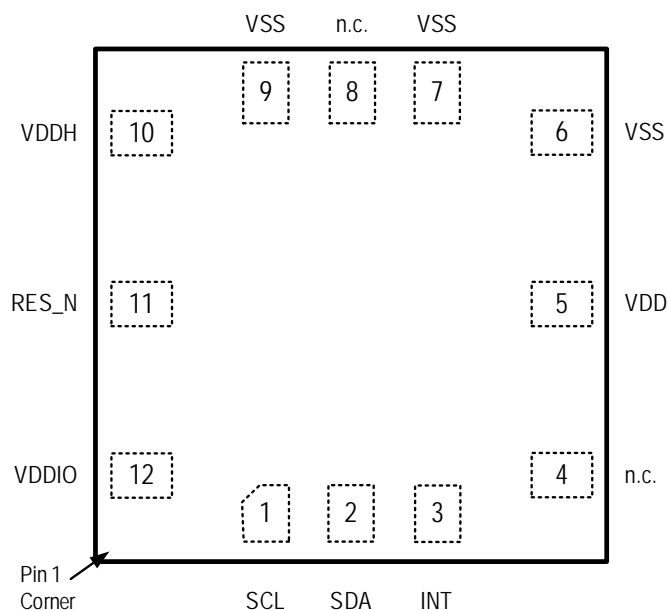 VSS n.c. VSS
9 8 7
VDDH 10 6 VSS
RES_N 11 5 VDD
VDDIO 12 4 n.c.
1 2 3
Pin 1
Corner
SCL SDA INT